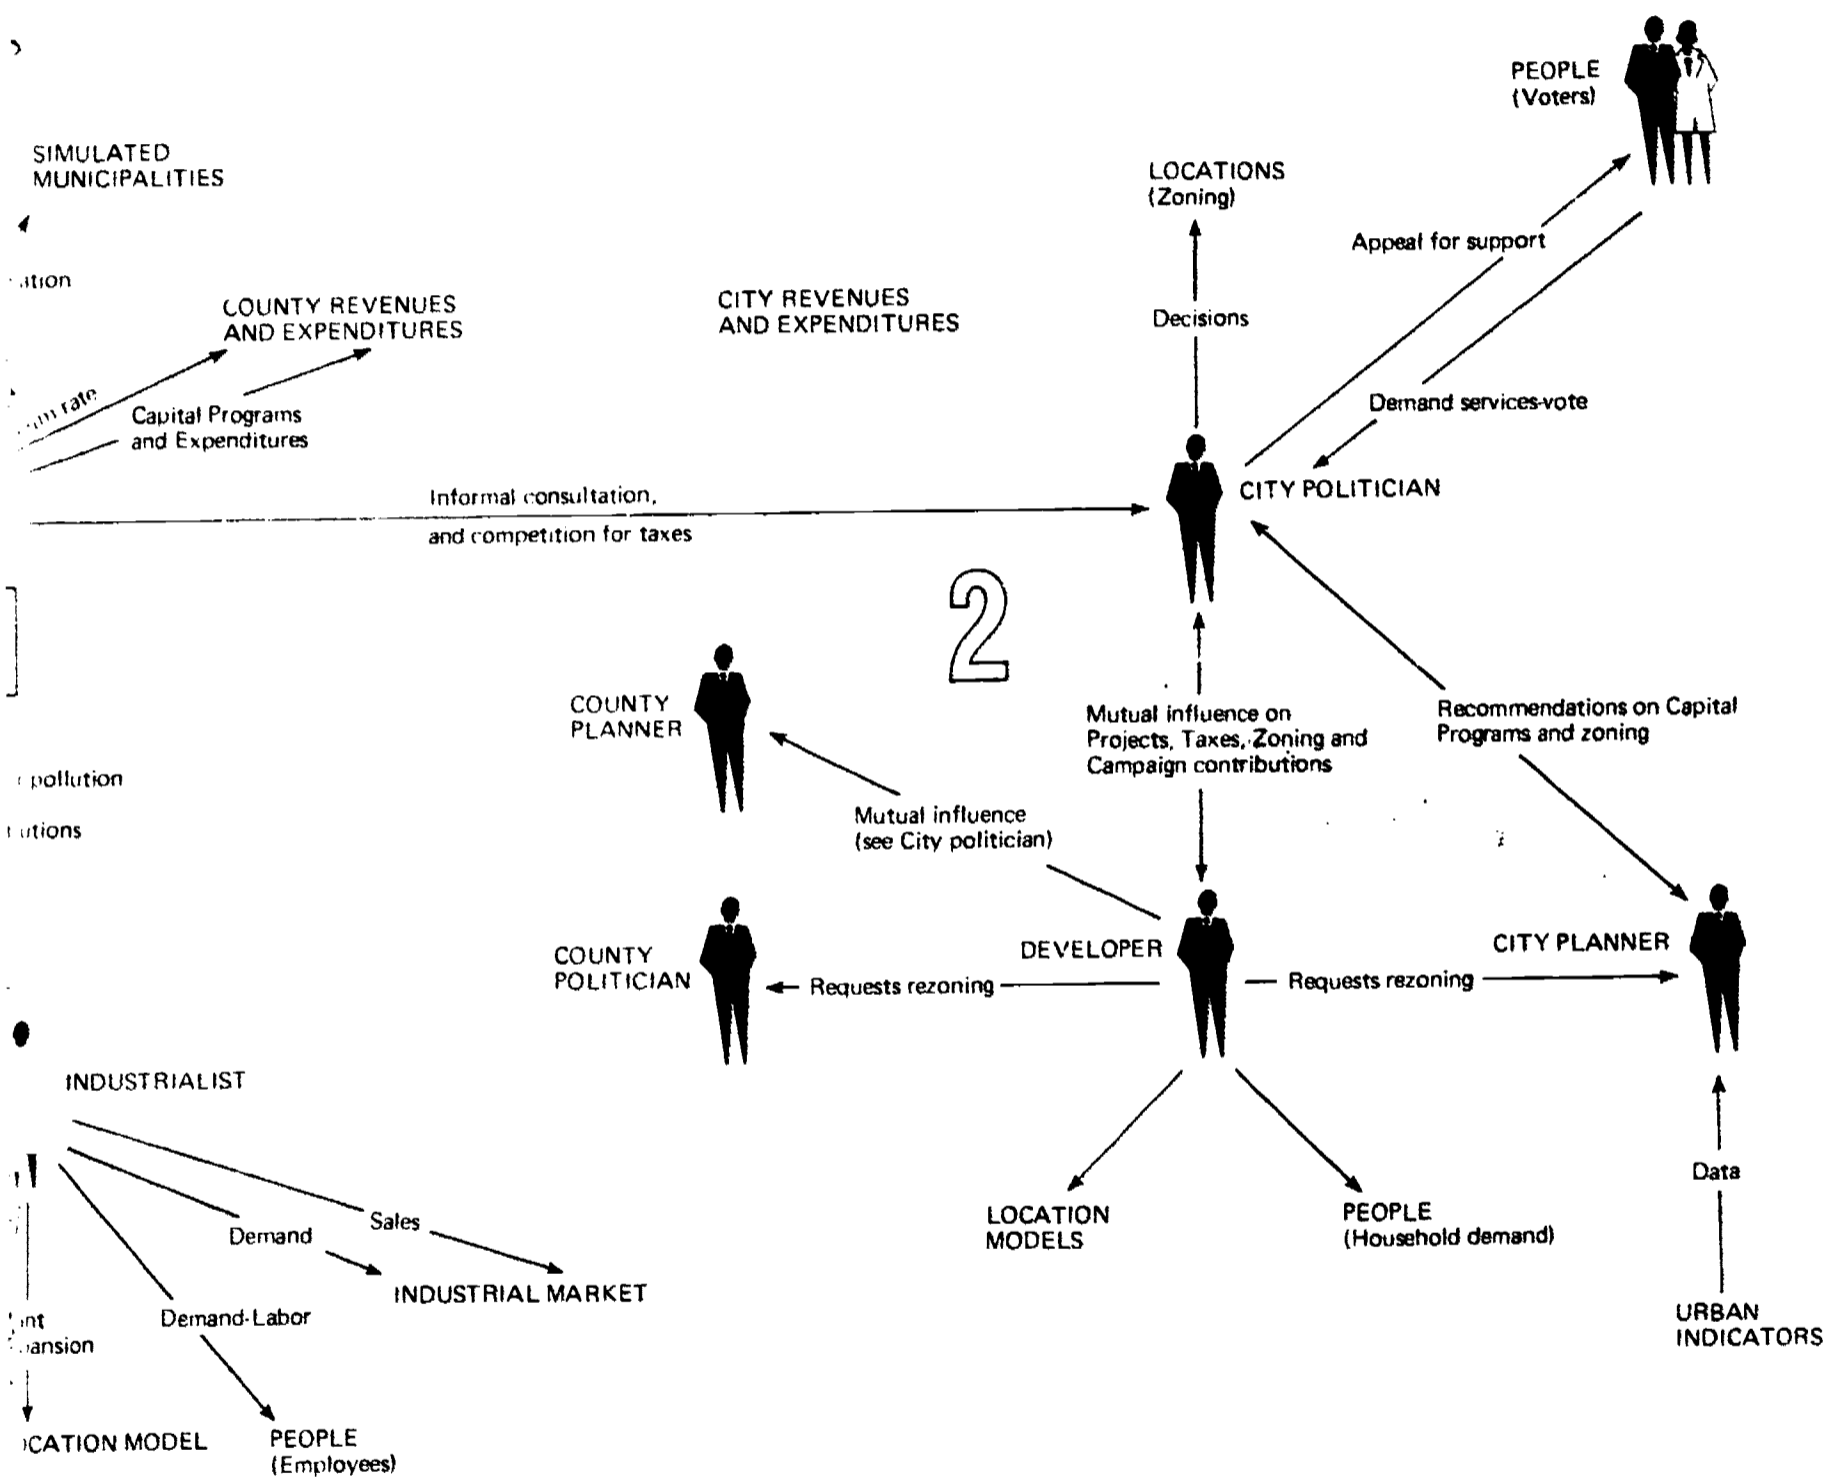 PEOPLE
(Voters)
SIMULATED
MUNICIPALITIES
LOCATIONS
(Zoning)
Appeal for support
COUNTY REVENUES
AND EXPENDITURES
CITY REVENUES
AND EXPENDITURES
Decisions
rate
Capital Programs
and Expenditures
Demand services-vote
CITY POLITICIAN
Informal consultation,
and competition for taxes
2
COUNTY
PLANNER
Mutual influence on
Projects, Taxes, Zoning and
Campaign contributions
Recommendations on Capital
Programs and zoning
pollution
Mutual influence
(see City politician)
COUNTY
POLITICIAN
DEVELOPER
CITY PLANNER
Requests rezoning
Requests rezoning
INDUSTRIALIST
Data
Sales
Demand
LOCATION
MODELS
PEOPLE
(Household demand)
INDUSTRIAL MARKET
Demand-Labor
URBAN
INDICATORS
MODEL
PEOPLE
(Employees)